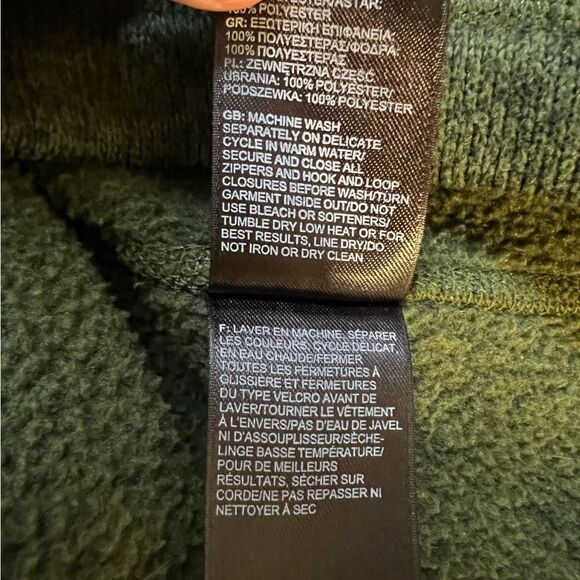 100% POLYESTER
GR: ΕΞΩΤΕΡΙΚΗ ΕΠΙΦΑΝΕΙΑ:
100% ΠΟΛΥΕΣΤΕΡΑΣ/ΦΟΔΡΑ:
100% ΠΟΛΥΕΣΤΕΡΑΣ
PL: ZEWNĘTRZNA CZĘŚĆ
UBRANIA: 100% POLYESTER/
PODSZEWKA: 100% POLYESTER
GB: MACHINE WASH
SEPARATELY ON DELICATE
CYCLE IN WARM WATER/
SECURE AND CLOSE ALL
ZIPPERS AND HOOK AND LOOP
CLOSURES BEFORE WASH/TURN
GARMENT INSIDE OUT/DO NOT
USE BLEACH OR SOFTENERS/
TUMBLE DRY LOW HEAT OR FOR
BEST RESULTS, LINE DRY/DO
NOT IRON OR DRY CLEAN
F: LAVER EN MACHINE, SÉPARER
LES COULEURS, CYCLE DÉLICAT,
EN EAU CHAUDE/FERMER
TOUTES LES FERMETURES À
GLISSIÈRE ET FERMETURES
DU TYPE VELCRO AVANT DE
LAVER/TOURNER LE VÊTEMENT
À L'ENVERS/PAS D'EAU DE JAVEL
NI D'ASSOUPLISEUR/SÈCHE-
LINGE BASSE TEMPÉRATURE/
POUR DE MEILLEURS
RÉSULTATS, SÉCHER SUR
CORDE/NE PAS REPASSER NI
NETTOYER À SEC